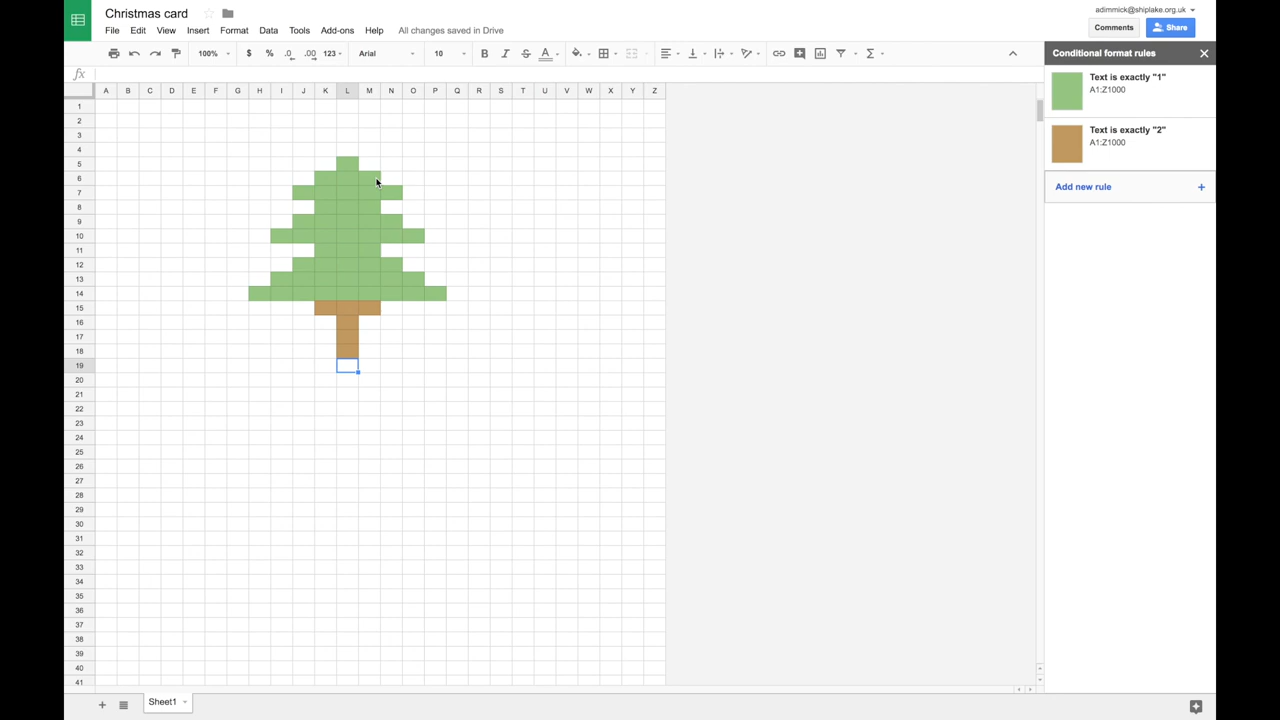 Christmas card
adimmick@shiplake.org.uk
File Edit View Insert Format Data Tools Add-ons Help All changes saved in Drive
Comments Share
100% $ % .0 .00 123 Arial 10 B I S A Σ
Conditional format rules
fx
Text is exactly "1"
A1:Z1000
A B C D E F G H I J K L M N O P Q R S T U V W X Y Z
1
2
3
4
5
6
7
8
9
10
11
12
13
14
15
16
17
18
19
20
21
22
23
24
25
26
27
28
29
30
31
32
33
34
35
36
37
38
39
40
41
Text is exactly "2"
A1:Z1000
Add new rule +
Sheet1